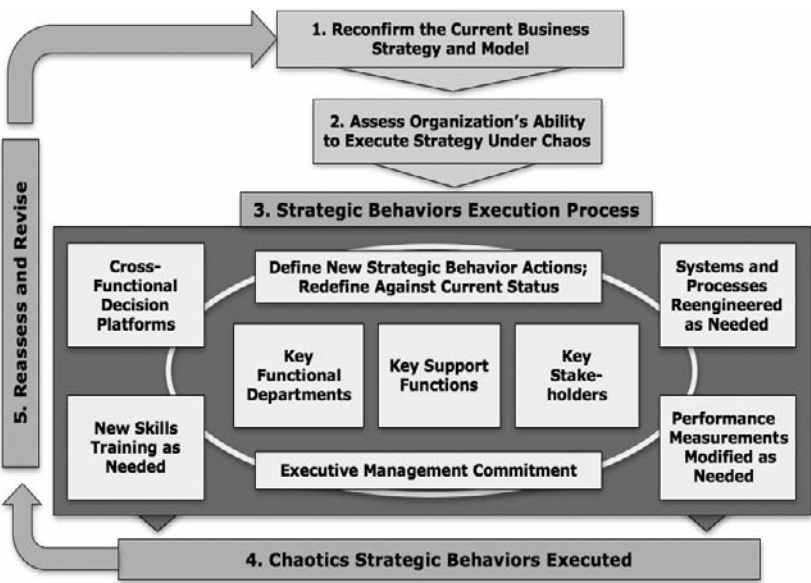 1. Reconfirm the Current Business
Strategy and Model
2. Assess Organization's Ability
to Execute Strategy Under Chaos
3. Strategic Behaviors Execution Process
Cross-
Functional
Decision
Platforms
Define New Strategic Behavior Actions;
Redefine Against Current Status
Systems and
Processes
Reengineered
as Needed
Key
Functional
Departments
Key Support
Functions
Key
Stake-
holders
New Skills
Training as
Needed
Executive Management Commitment
Performance
Measurements
Modified as
Needed
4. Chaotics Strategic Behaviors Executed
5. Reassess and Revise